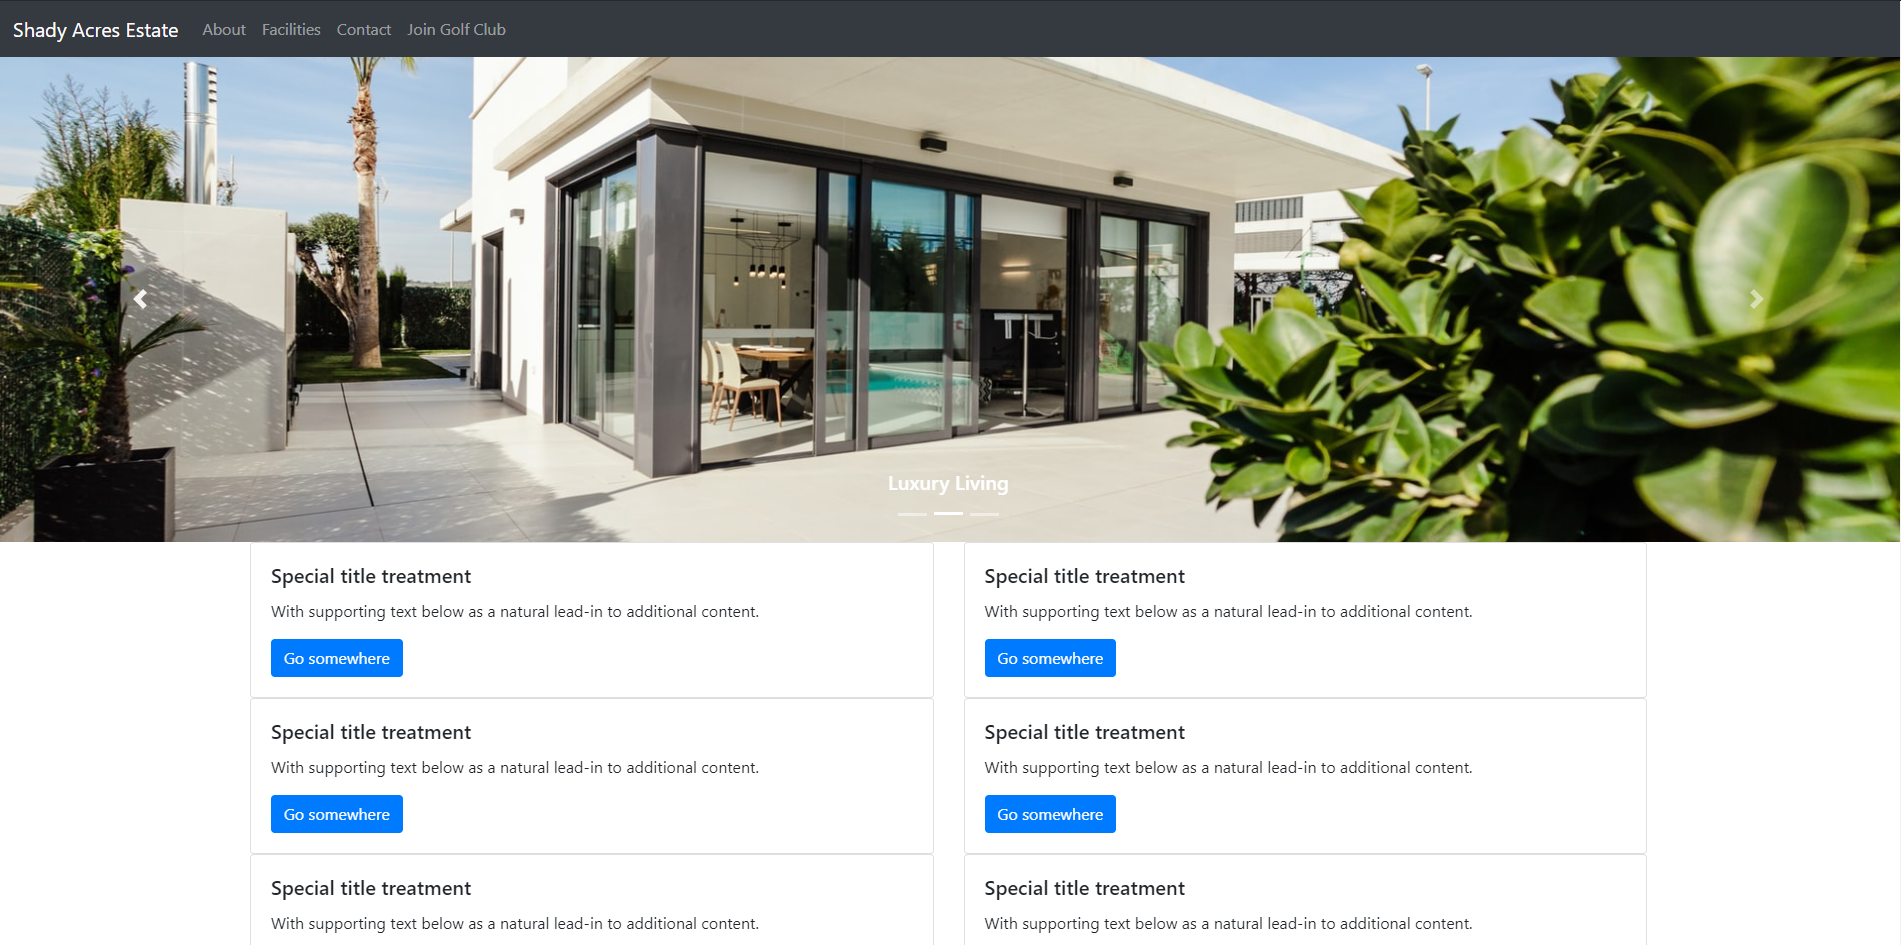 Shady Acres Estate About Facilities Contact Join Golf Club
Luxury Living
Special title treatment
With supporting text below as a natural lead-in to additional content.
Go somewhere
Special title treatment
With supporting text below as a natural lead-in to additional content.
Go somewhere
Special title treatment
With supporting text below as a natural lead-in to additional content.
Go somewhere
Special title treatment
With supporting text below as a natural lead-in to additional content.
Go somewhere
Special title treatment
With supporting text below as a natural lead-in to additional content.
Special title treatment
With supporting text below as a natural lead-in to additional content.